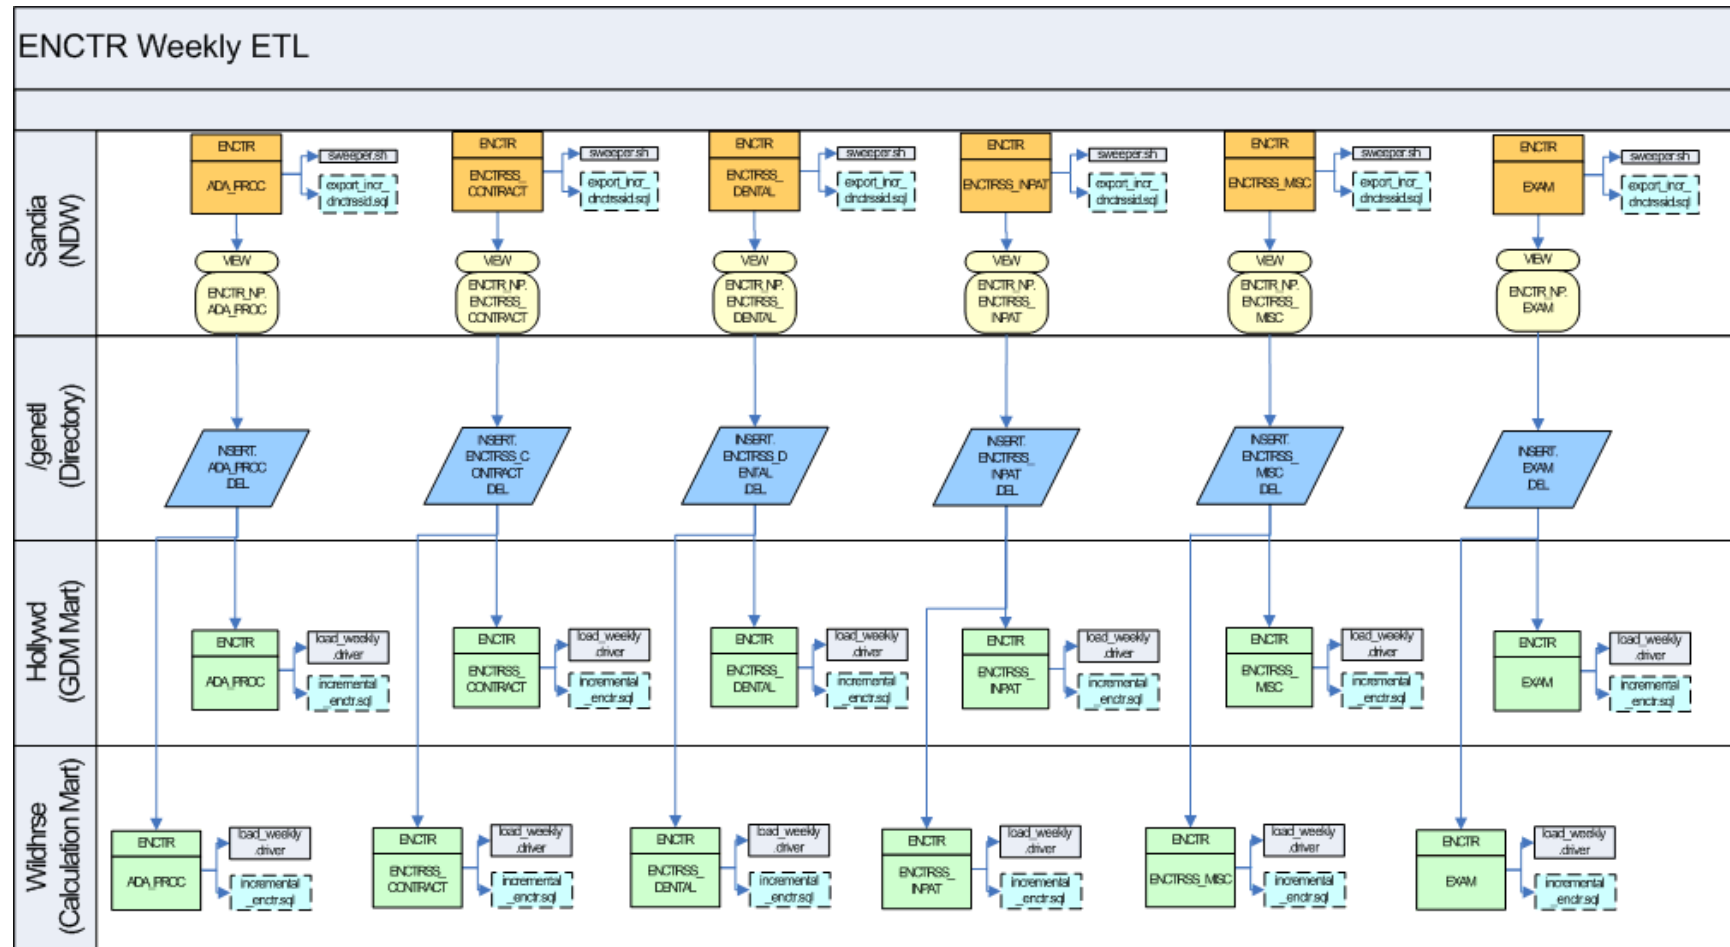 ENCTR Weekly ETL
Sandia
(NDW)
ENCTR
ADA_PROC
sweeper.sh
export_incr_
dnctrssid.sql
ENCTR
ENCTRSS_
CONTRACT
sweeper.sh
export_incr_
dnctrssid.sql
ENCTR
ENCTRSS_
DENTAL
sweeper.sh
export_incr_
dnctrssid.sql
ENCTR
ENCTRSS_INPAT
sweeper.sh
export_incr_
dnctrssid.sql
ENCTR
ENCTRSS_MISC
sweeper.sh
export_incr_
dnctrssid.sql
ENCTR
EXAM
sweeper.sh
export_incr_
dnctrssid.sql
VIEW
ENCTR_NP.
ADA_PROC
VIEW
ENCTR_NP.
ENCTRSS_
CONTRACT
VIEW
ENCTR_NP.
ENCTRSS_
DENTAL
VIEW
ENCTR_NP.
ENCTRSS_
INPAT
VIEW
ENCTR_NP.
ENCTRSS_
MISC
VIEW
ENCTR_NP.
EXAM
/genetl
(Directory)
INSERT.
ADA_PROC
.DEL
INSERT.
ENCTRSS_C
ONTRACT
.DEL
INSERT.
ENCTRSS_D
ENTAL
.DEL
INSERT.
ENCTRSS_
INPAT
.DEL
INSERT.
ENCTRSS_
MISC
.DEL
INSERT.
EXAM
.DEL
Hollywd
(GDM Mart)
ENCTR
ADA_PROC
load_weekly
.driver
incremental
_enctr.sql
ENCTR
ENCTRSS_
CONTRACT
load_weekly
.driver
incremental
_enctr.sql
ENCTR
ENCTRSS_
DENTAL
load_weekly
.driver
incremental
_enctr.sql
ENCTR
ENCTRSS_
INPAT
load_weekly
.driver
incremental
_enctr.sql
ENCTR
ENCTRSS_
MISC
load_weekly
.driver
incremental
_enctr.sql
ENCTR
EXAM
load_weekly
.driver
incremental
_enctr.sql
Wildhrse
(Calculation Mart)
ENCTR
ADA_PROC
load_weekly
.driver
incremental
_enctr.sql
ENCTR
ENCTRSS_
CONTRACT
load_weekly
.driver
incremental
_enctr.sql
ENCTR
ENCTRSS_
DENTAL
load_weekly
.driver
incremental
_enctr.sql
ENCTR
ENCTRSS_
INPAT
load_weekly
.driver
incremental
_enctr.sql
ENCTR
ENCTRSS_MISC
load_weekly
.driver
incremental
_enctr.sql
ENCTR
EXAM
load_weekly
.driver
incremental
_enctr.sql